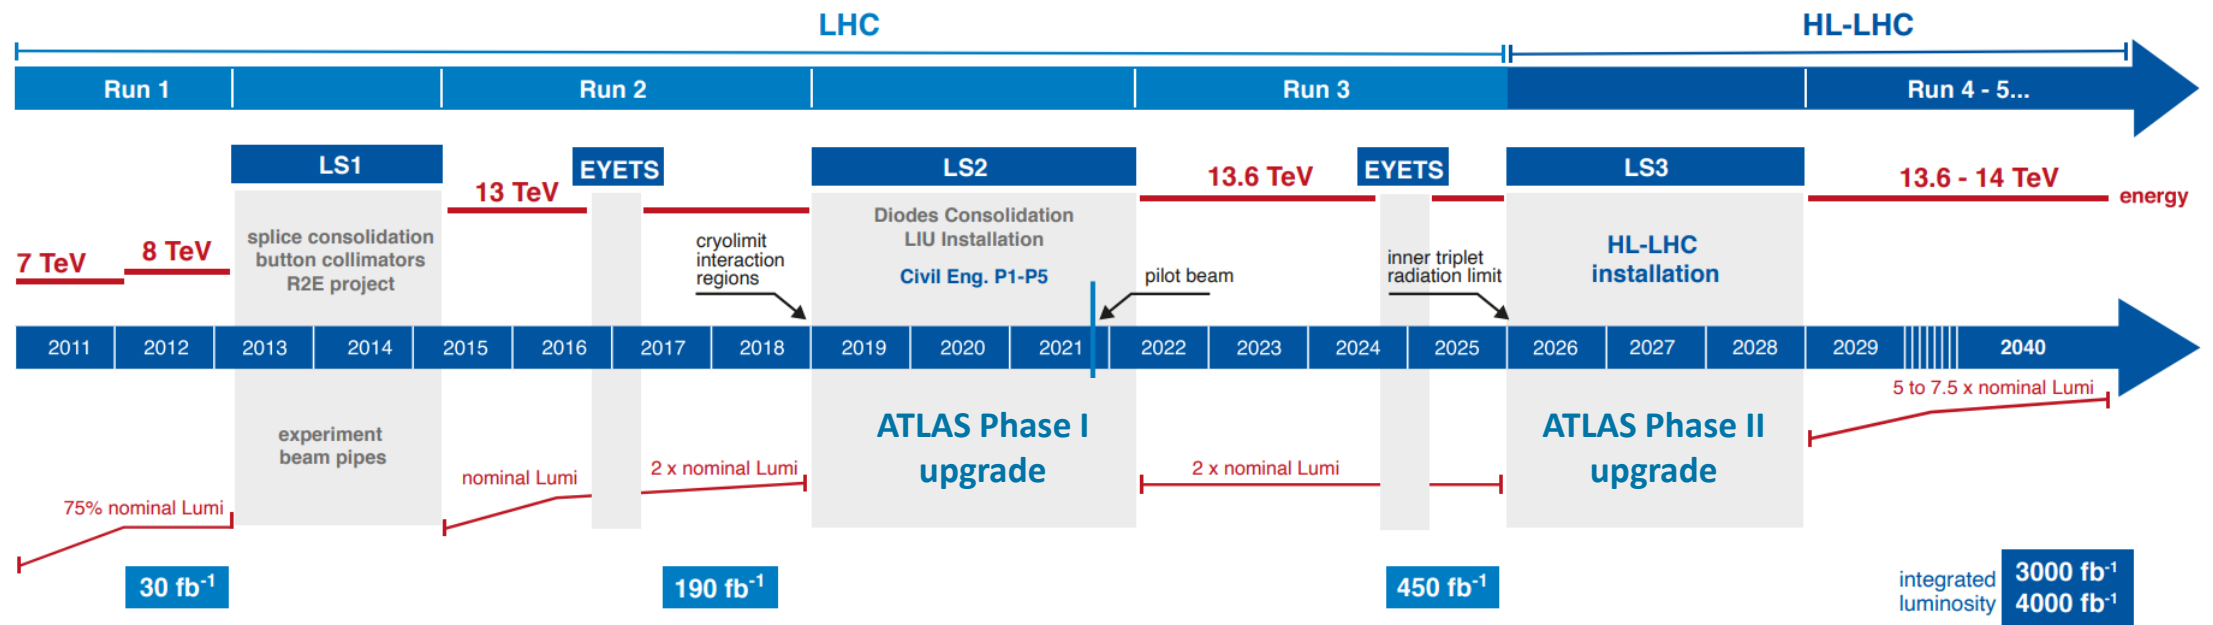 LHC
HL-LHC
Run 1
Run 2
Run 3
Run 4 - 5...
LS1
EYETS
LS2
EYETS
LS3
13 TeV
13.6 TeV
13.6 - 14 TeV
energy
7 TeV
8 TeV
splice consolidation
button collimators
R2E project
cryolimit
interaction
regions
Diodes Consolidation
LIU Installation
Civil Eng. P1-P5
pilot beam
inner triplet
radiation limit
HL-LHC
installation
2011
2012
2013
2014
2015
2016
2017
2018
2019
2020
2021
2022
2023
2024
2025
2026
2027
2028
2029
2040
experiment
beam pipes
ATLAS Phase I
upgrade
ATLAS Phase II
upgrade
5 to 7.5 x nominal Lumi
75% nominal Lumi
nominal Lumi
2 x nominal Lumi
2 x nominal Lumi
30 fb-1
190 fb-1
450 fb-1
integrated
luminosity
3000 fb-1
4000 fb-1